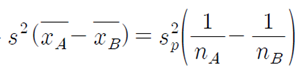 s²(x̅_A − x̅_B) = s_p²(1/n_A − 1/n_B)